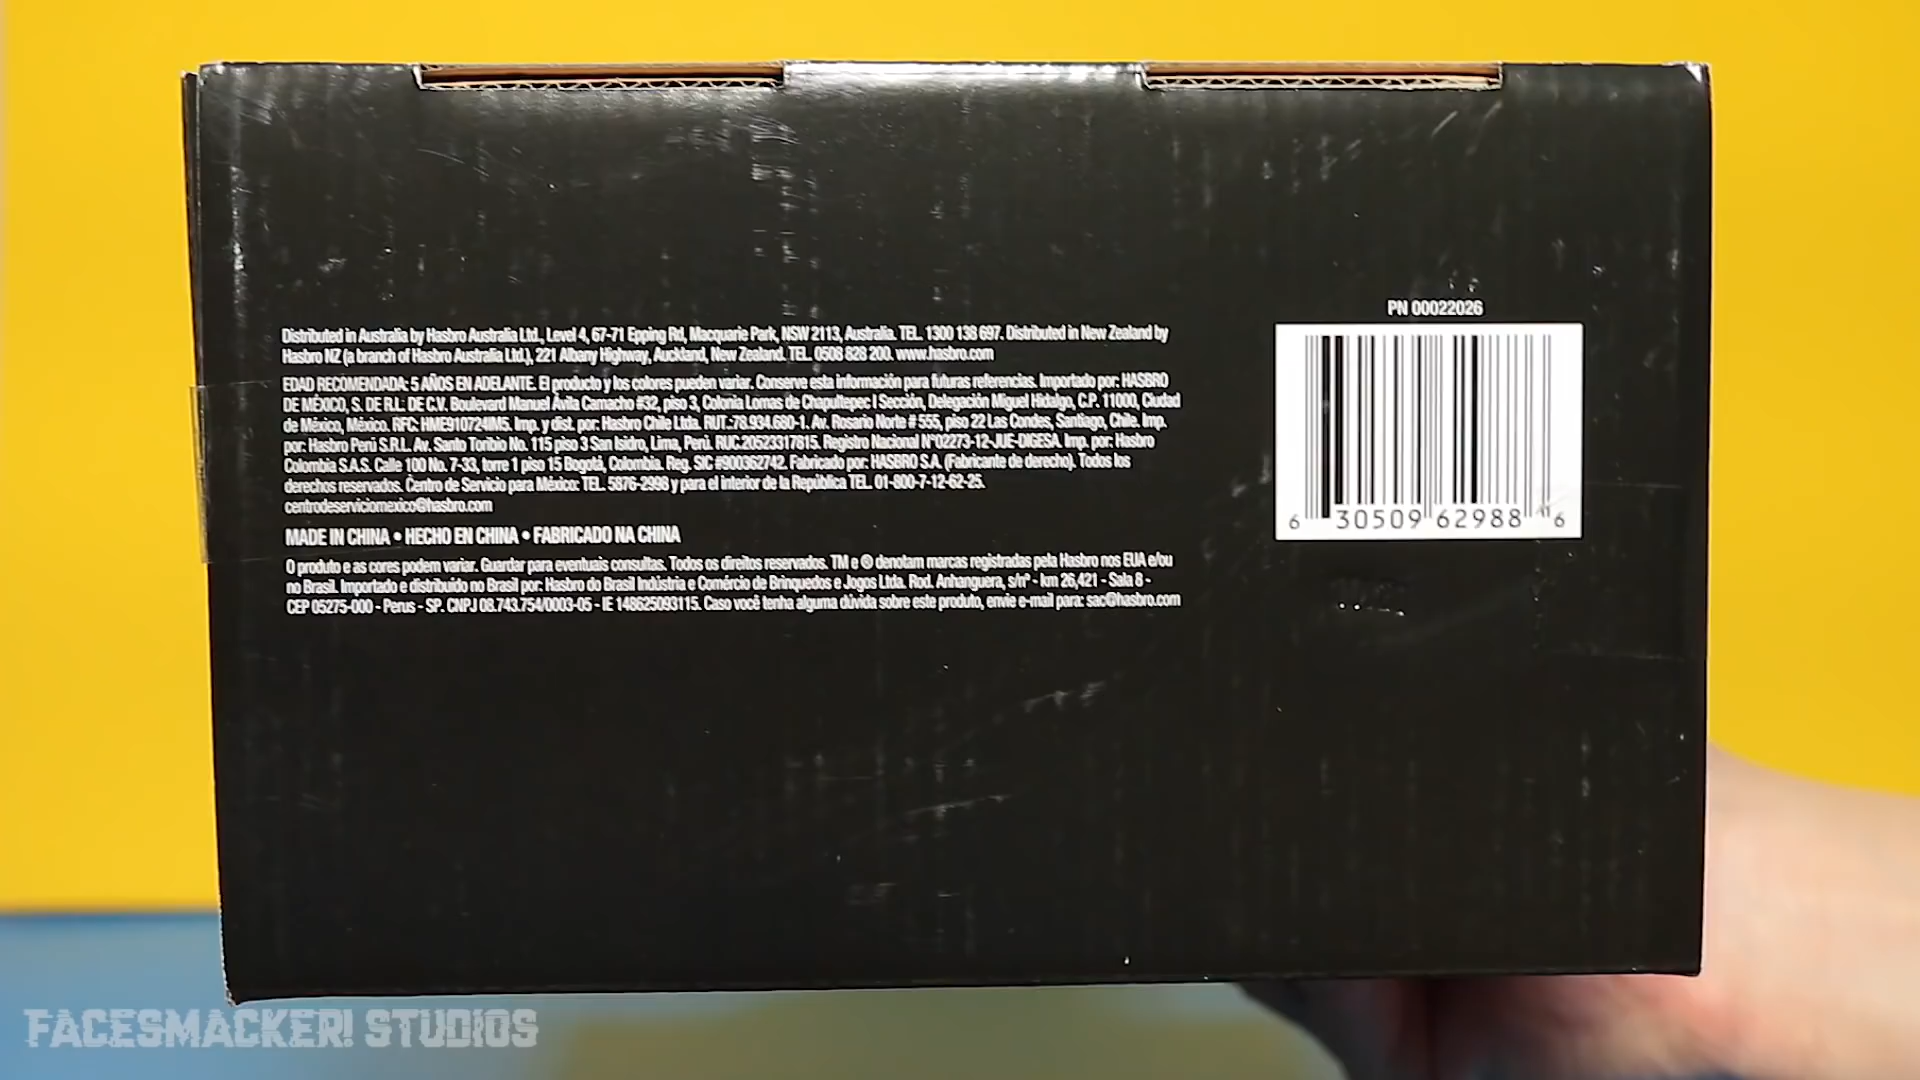 PN 00022026
Distributed in Australia by Hasbro Australia Ltd., Level 4, 67-71 Epping Rd, Macquarie Park, NSW 2113, Australia. TEL. 1300 138 697. Distributed in New Zealand by
Hasbro NZ (a branch of Hasbro Australia Ltd.), 221 Albany Highway, Auckland, New Zealand. TEL. 0508 828 200. www.hasbro.com
EDAD RECOMENDADA: 5 AÑOS EN ADELANTE. El producto y los colores pueden variar. Conserve esta información para futuras referencias. Importado por: HASBRO
DE MÉXICO, S. DE R.L. DE C.V. Boulevard Manuel Ávila Camacho #32, piso 3, Colonia Lomas de Chapultepec I Sección, Delegación Miguel Hidalgo, C.P. 11000, Ciudad
de México, México. RFC: HME910724IM5. Imp. y dist. por: Hasbro Chile Ltda. RUT.:78.934.680-1. Av. Rosario Norte # 555, piso 22 Las Condes, Santiago, Chile. Imp.
por: Hasbro Perú S.R.L. Av. Santo Toribio No. 115 piso 3 San Isidro, Lima, Perú. RUC.20523317815. Registro Nacional N°02273-12-JUE-DIGESA. Imp. por: Hasbro
Colombia S.A.S. Calle 100 No. 7-33, torre 1 piso 15 Bogotá, Colombia. Reg. SIC #900362742. Fabricado por: HASBRO S.A. (Fabricante de derecho). Todos los
derechos reservados. Centro de Servicio para México: TEL. 5876-2998 y para el interior de la República TEL. 01-800-7-12-62-25.
centrodeserviciomexico@hasbro.com
MADE IN CHINA • HECHO EN CHINA • FABRICADO NA CHINA
O produto e as cores podem variar. Guardar para eventuais consultas. Todos os direitos reservados. TM e ® denotam marcas registradas pela Hasbro nos EUA e/ou
no Brasil. Importado e distribuído no Brasil por: Hasbro do Brasil Indústria e Comércio de Brinquedos e Jogos Ltda. Rod. Anhanguera, s/nº - km 26,421 - Sala 8 -
CEP 05275-000 - Perus - SP. CNPJ 08.743.754/0003-05 - IE 148625093115. Caso você tenha alguma dúvida sobre este produto, envie e-mail para: sac@hasbro.com
6 30509 62988 6
FACESMACKER! STUDIOS